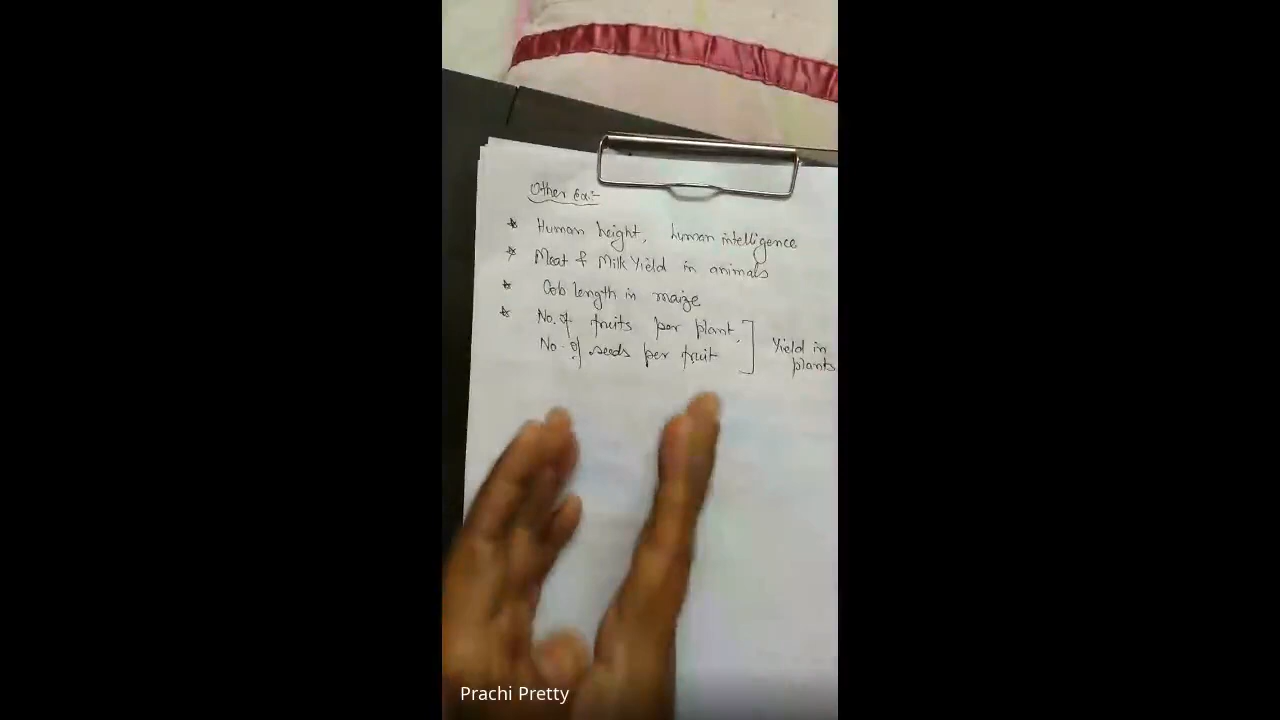 Other Ex:-
* Human height, human intelligence
* Meat & Milk Yield in animals
* Cob length in maize
* No. of fruits per plant,
No. of seeds per fruit
Yield in
plants
Prachi Pretty